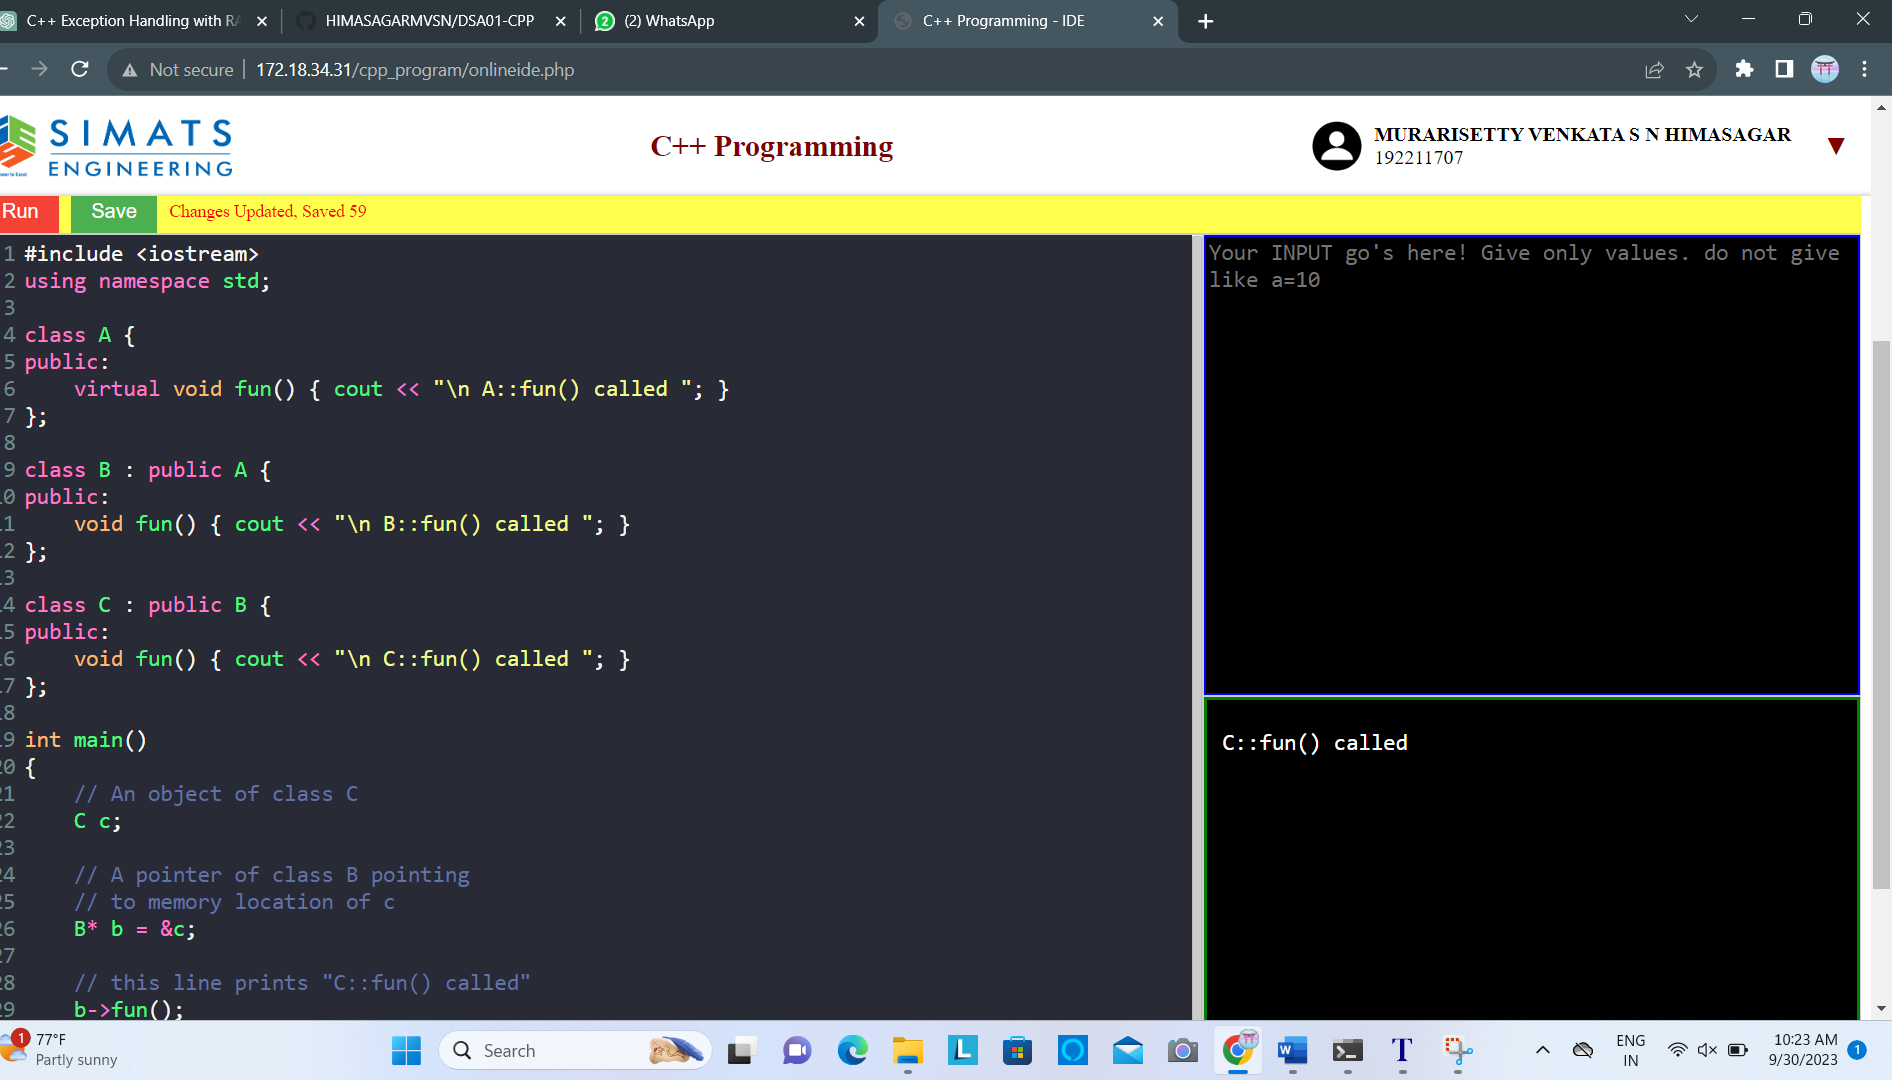 C++ Exception Handling with RA
HIMASAGARMVSN/DSA01-CPP
(2) WhatsApp
C++ Programming - IDE
Not secure
172.18.34.31/cpp_program/onlineide.php
SIMATS
ENGINEERING
C++ Programming
MURARISETTY VENKATA S N HIMASAGAR
192211707
Run
Save
Changes Updated, Saved 59
1 #include <iostream>
2 using namespace std;
3
4 class A {
5 public:
6     virtual void fun() { cout << "\n A::fun() called "; }
7 };
8
9 class B : public A {
0 public:
1     void fun() { cout << "\n B::fun() called "; }
2 };
3
4 class C : public B {
5 public:
6     void fun() { cout << "\n C::fun() called "; }
7 };
8
9 int main()
0 {
1     // An object of class C
2     C c;
3
4     // A pointer of class B pointing
5     // to memory location of c
6     B* b = &c;
7
8     // this line prints "C::fun() called"
9     b->fun();
Your INPUT go's here! Give only values. do not give
like a=10
C::fun() called
1
77°F
Partly sunny
Search
ENG
IN
10:23 AM
9/30/2023
1